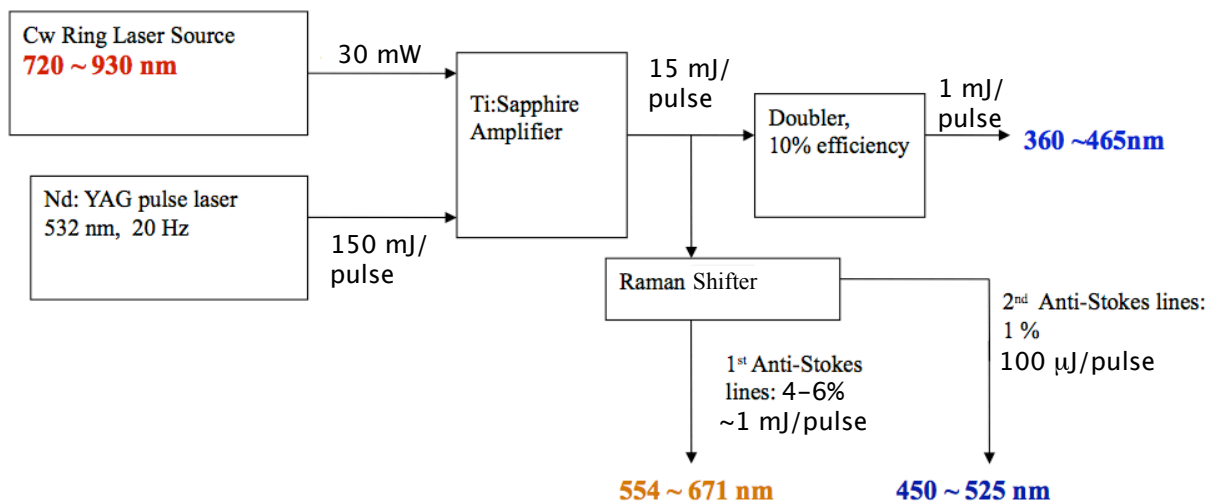 Cw Ring Laser Source
720 ~ 930 nm
30 mW
Nd: YAG pulse laser
532 nm, 20 Hz
150 mJ/
pulse
Ti:Sapphire
Amplifier
15 mJ/
pulse
Doubler,
10% efficiency
1 mJ/
pulse
360 ~465nm
Raman Shifter
1st Anti-Stokes
lines: 4–6%
~1 mJ/pulse
554 ~ 671 nm
2nd Anti-Stokes lines:
1 %
100 μJ/pulse
450 ~ 525 nm